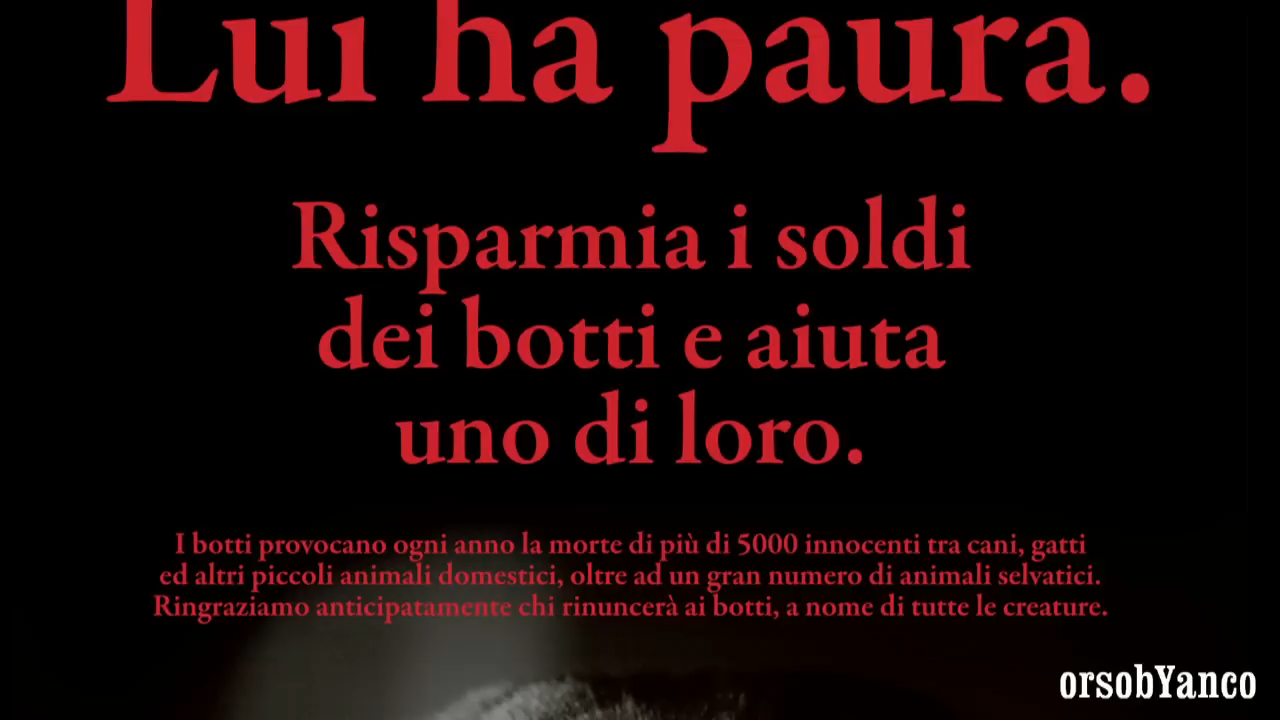 Lui ha paura.
Risparmia i soldi
dei botti e aiuta
uno di loro.
I botti provocano ogni anno la morte di più di 5000 innocenti tra cani, gatti
ed altri piccoli animali domestici, oltre ad un gran numero di animali selvatici.
Ringraziamo anticipatamente chi rinuncerà ai botti, a nome di tutte le creature.
orsobYanco